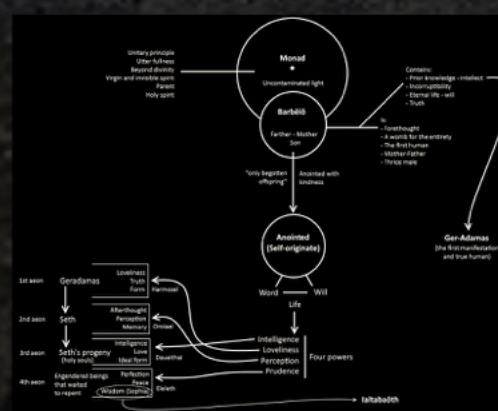 Unitary principle
Utter fullness
Beyond divinity
Virgin and invisible spirit
Parent
Holy spirit
Monad
Uncontaminated light
Barbēlō
Farther - Mother
Son
Contains:
- Prior knowledge - intellect
- Incorruptibility
- Eternal life - will
- Truth
Is:
- Forethought
- A womb for the entirety
- The first human
- Mother-Father
- Thrice male
"only begotten
offspring"
Anointed with
kindness
Anointed
(Self-originate)
Word
Will
Life
Ger-Adamas
(the first manifestation
and true human)
1st aeon
Geradamas
Loveliness
Truth
Form
Harmozel
2nd aeon
Seth
Afterthought
Perception
Memory
Oroiael
3rd aeon
Seth's progeny
(holy souls)
Intelligence
Love
Ideal form
Daueithai
4th aeon
Engendered beings
that waited
to repent
Perfection
Peace
Wisdom (Sophia)
Eleleth
Intelligence
Loveliness
Perception
Prudence
Four powers
Ialtabaōth